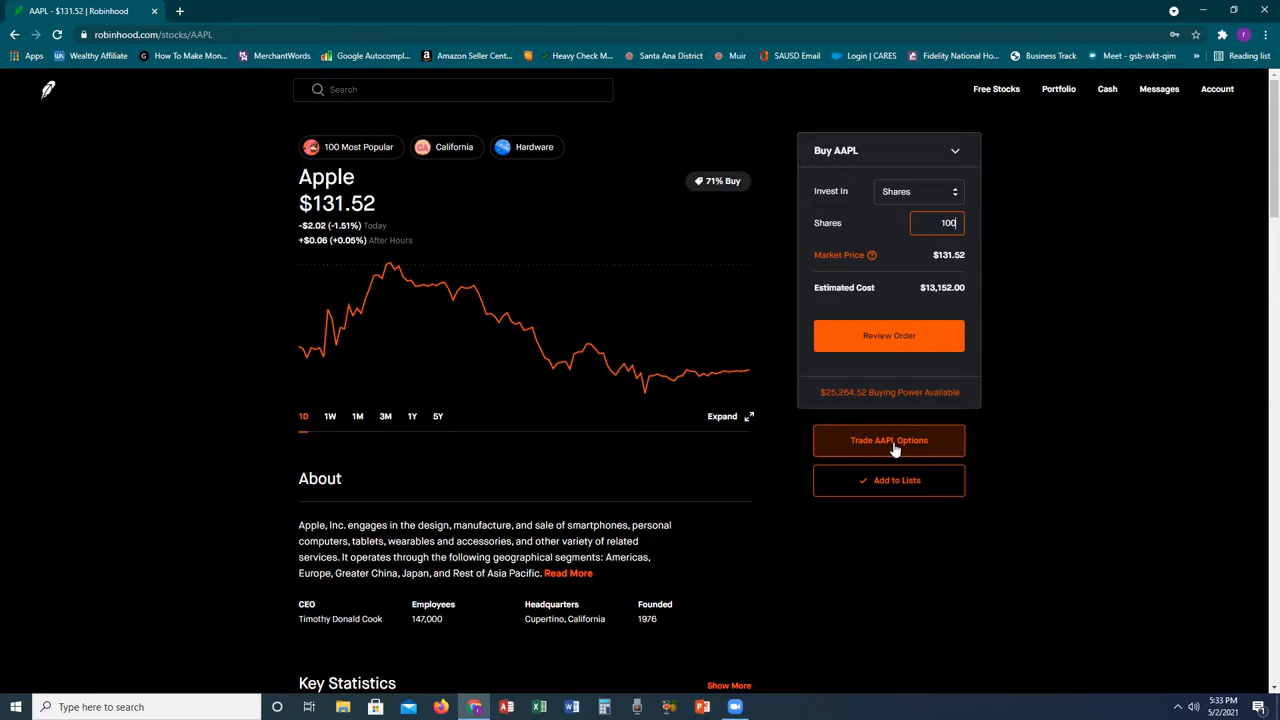 AAPL - $131.52 | Robinhood
robinhood.com/stocks/AAPL
Apps
Wealthy Affiliate
How To Make Mon...
MerchantWords
Google Autocompl...
Amazon Seller Cent...
Heavy Check M...
Santa Ana District
Muir
SAUSD Email
Login | CARES
Fidelity National Ho...
Business Track
Meet - gsb-svkt-qim
»
Reading list
Search
Free Stocks
Portfolio
Cash
Messages
Account
100 Most Popular
CA California
Hardware
Apple
$131.52
71% Buy
-$2.02 (-1.51%) Today
+$0.06 (+0.05%) After Hours
1D 1W 1M 3M 1Y 5Y
Expand
Buy AAPL
Invest In Shares
Shares 100
Market Price ? $131.52
Estimated Cost $13,152.00
Review Order
$25,264.52 Buying Power Available
Trade AAPL Options
Add to Lists
About
Apple, Inc. engages in the design, manufacture, and sale of smartphones, personal
computers, tablets, wearables and accessories, and other variety of related
services. It operates through the following geographical segments: Americas,
Europe, Greater China, Japan, and Rest of Asia Pacific. Read More
CEO Employees Headquarters Founded
Timothy Donald Cook 147,000 Cupertino, California 1976
Key Statistics
Show More
Type here to search
5:33 PM
5/2/2021